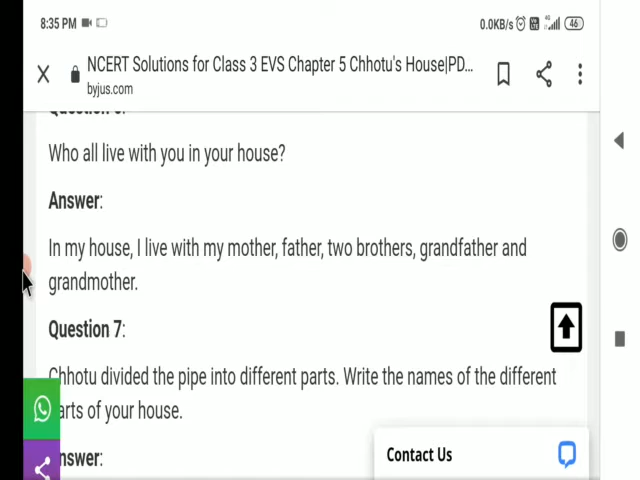 8:35 PM
0.0KB/s 4G 46
NCERT Solutions for Class 3 EVS Chapter 5 Chhotu's House|PD...
byjus.com
Who all live with you in your house?
Answer:
In my house, I live with my mother, father, two brothers, grandfather and
grandmother.
Question 7:
Chhotu divided the pipe into different parts. Write the names of the different
arts of your house.
nswer:
Contact Us